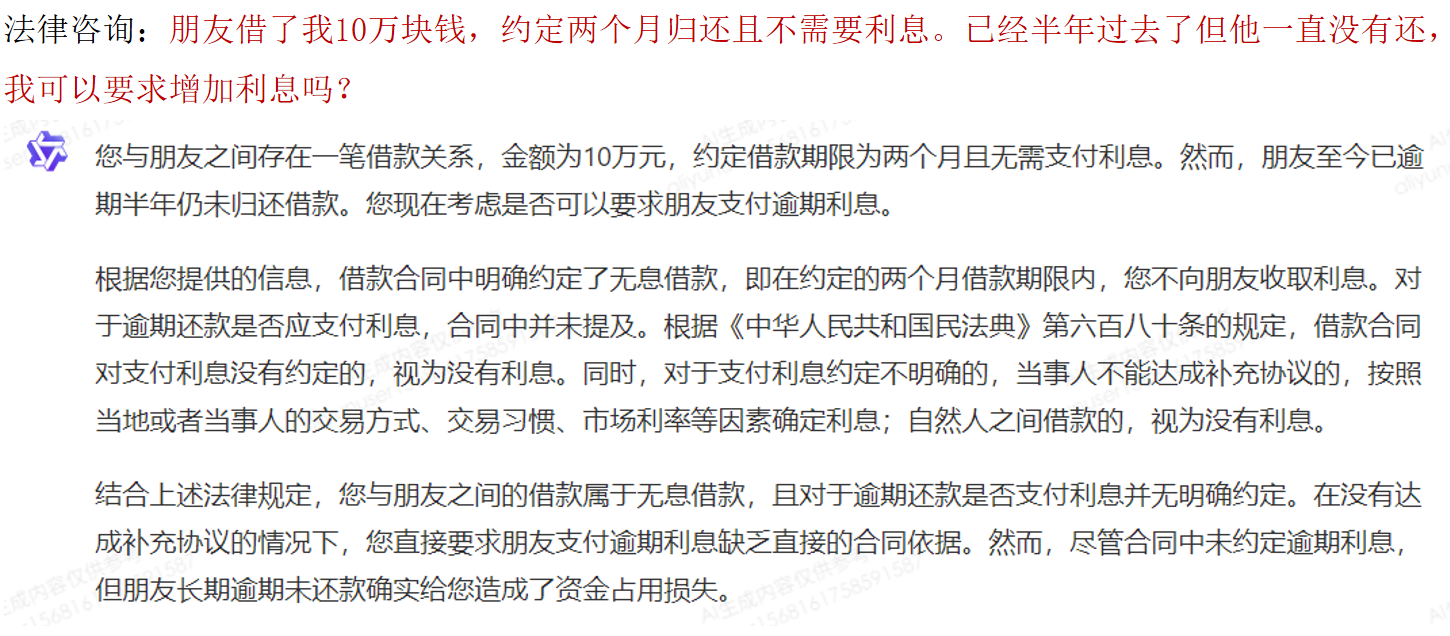 法律咨询：朋友借了我10万块钱，约定两个月归还且不需要利息。已经半年过去了但他一直没有还，
我可以要求增加利息吗？
您与朋友之间存在一笔借款关系，金额为10万元，约定借款期限为两个月且无需支付利息。然而，朋友至今已逾
期半年仍未归还借款。您现在考虑是否可以要求朋友支付逾期利息。
根据您提供的信息，借款合同中明确约定了无息借款，即在约定的两个月借款期限内，您不向朋友收取利息。对
于逾期还款是否应支付利息，合同中并未提及。根据《中华人民共和国民法典》第六百八十条的规定，借款合同
对支付利息没有约定的，视为没有利息。同时，对于支付利息约定不明确的，当事人不能达成补充协议的，按照
当地或者当事人的交易方式、交易习惯、市场利率等因素确定利息；自然人之间借款的，视为没有利息。
结合上述法律规定，您与朋友之间的借款属于无息借款，且对于逾期还款是否支付利息并无明确约定。在没有达
成补充协议的情况下，您直接要求朋友支付逾期利息缺乏直接的合同依据。然而，尽管合同中未约定逾期利息，
但朋友长期逾期未还款确实给您造成了资金占用损失。